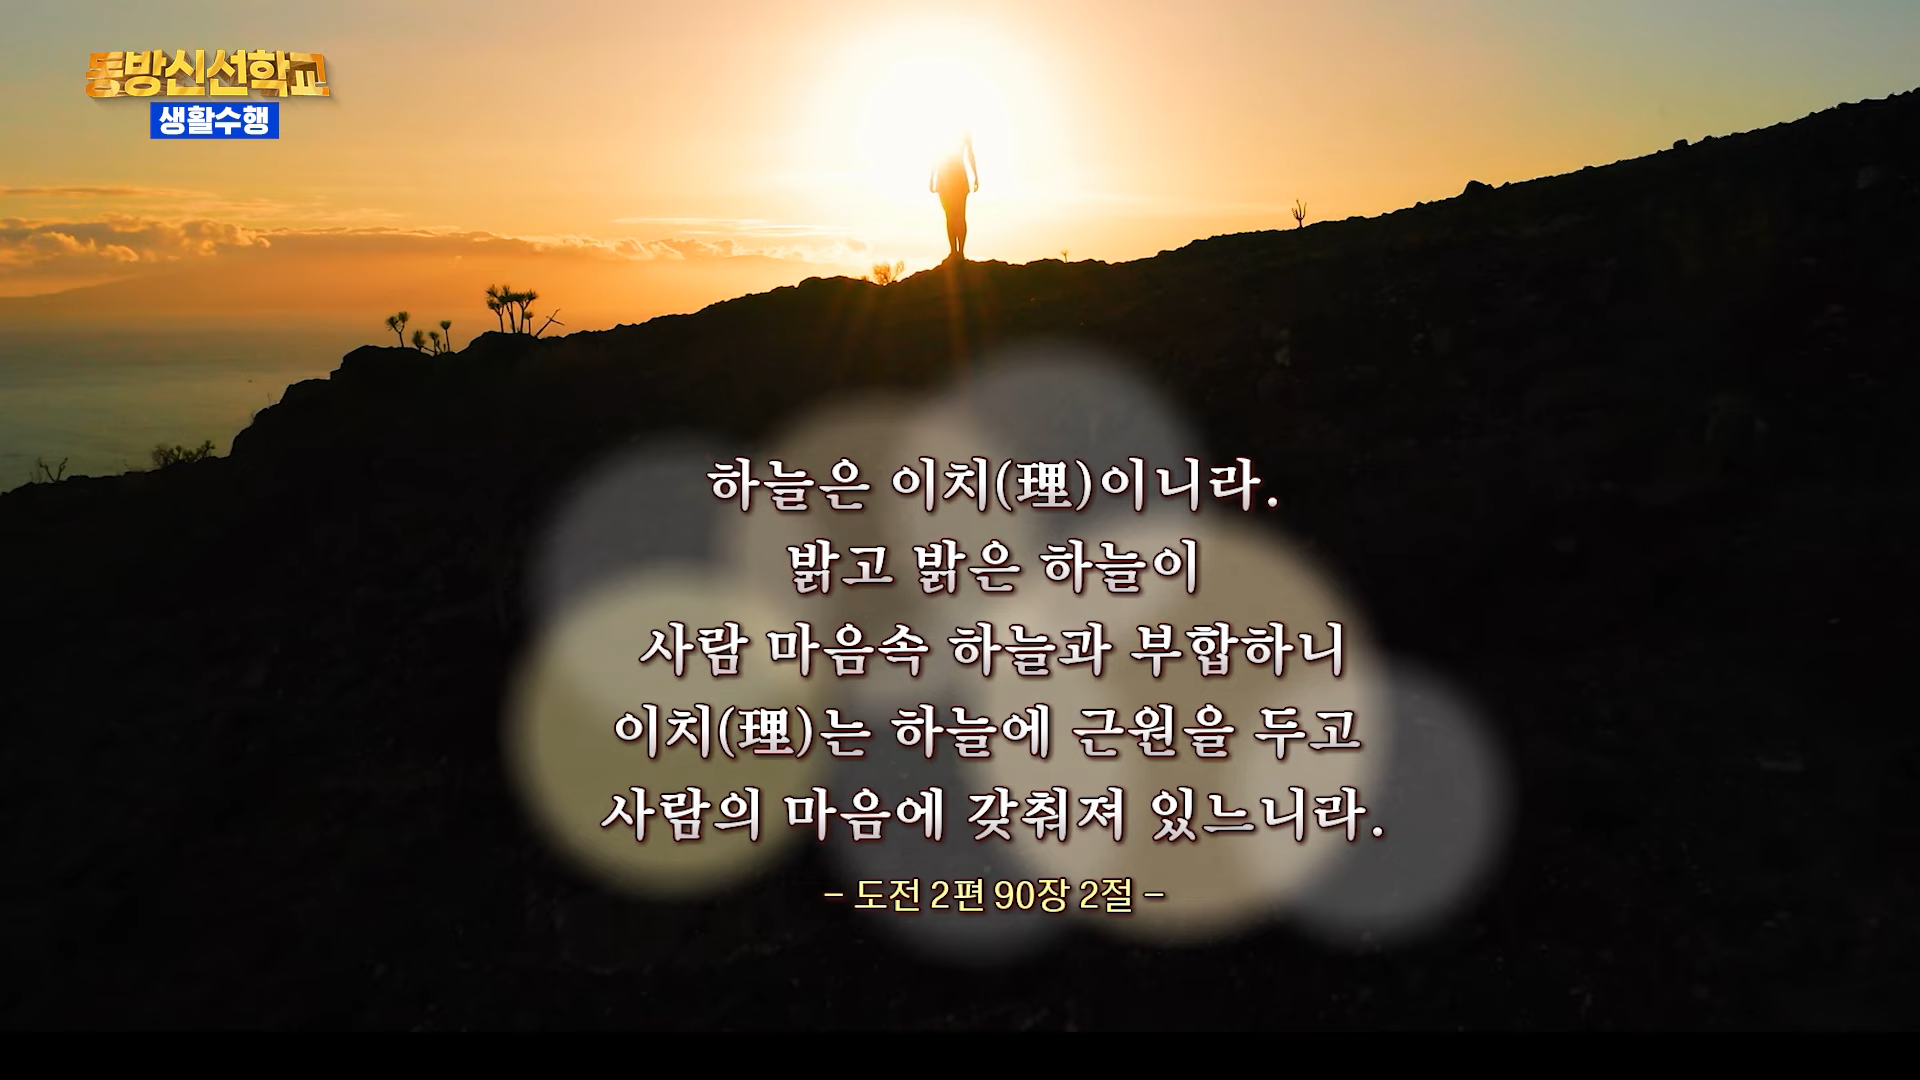 동방신선학교
생활수행
하늘은 이치(理)이니라.
밝고 밝은 하늘이
사람 마음속 하늘과 부합하니
이치(理)는 하늘에 근원을 두고
사람의 마음에 갖춰져 있느니라.
– 도전 2편 90장 2절 –